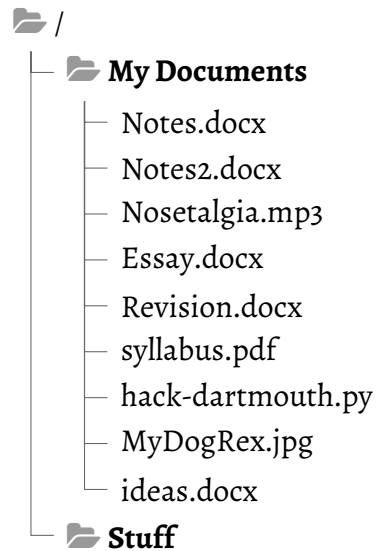 /
My Documents
Notes.docx
Notes2.docx
Nosetalgia.mp3
Essay.docx
Revision.docx
syllabus.pdf
hack-dartmouth.py
MyDogRex.jpg
ideas.docx
Stuff